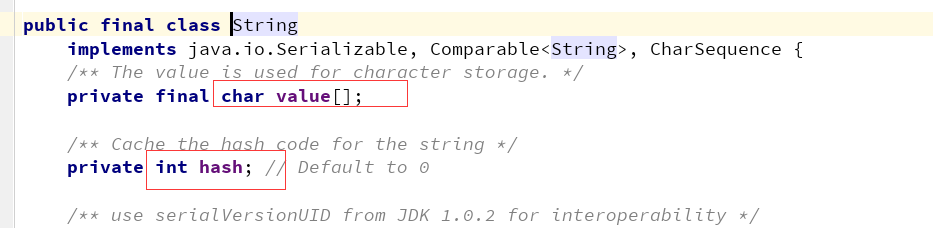 public final class String
    implements java.io.Serializable, Comparable<String>, CharSequence {
    /** The value is used for character storage. */
    private final char value[];
    /** Cache the hash code for the string */
    private int hash; // Default to 0
    /** use serialVersionUID from JDK 1.0.2 for interoperability */